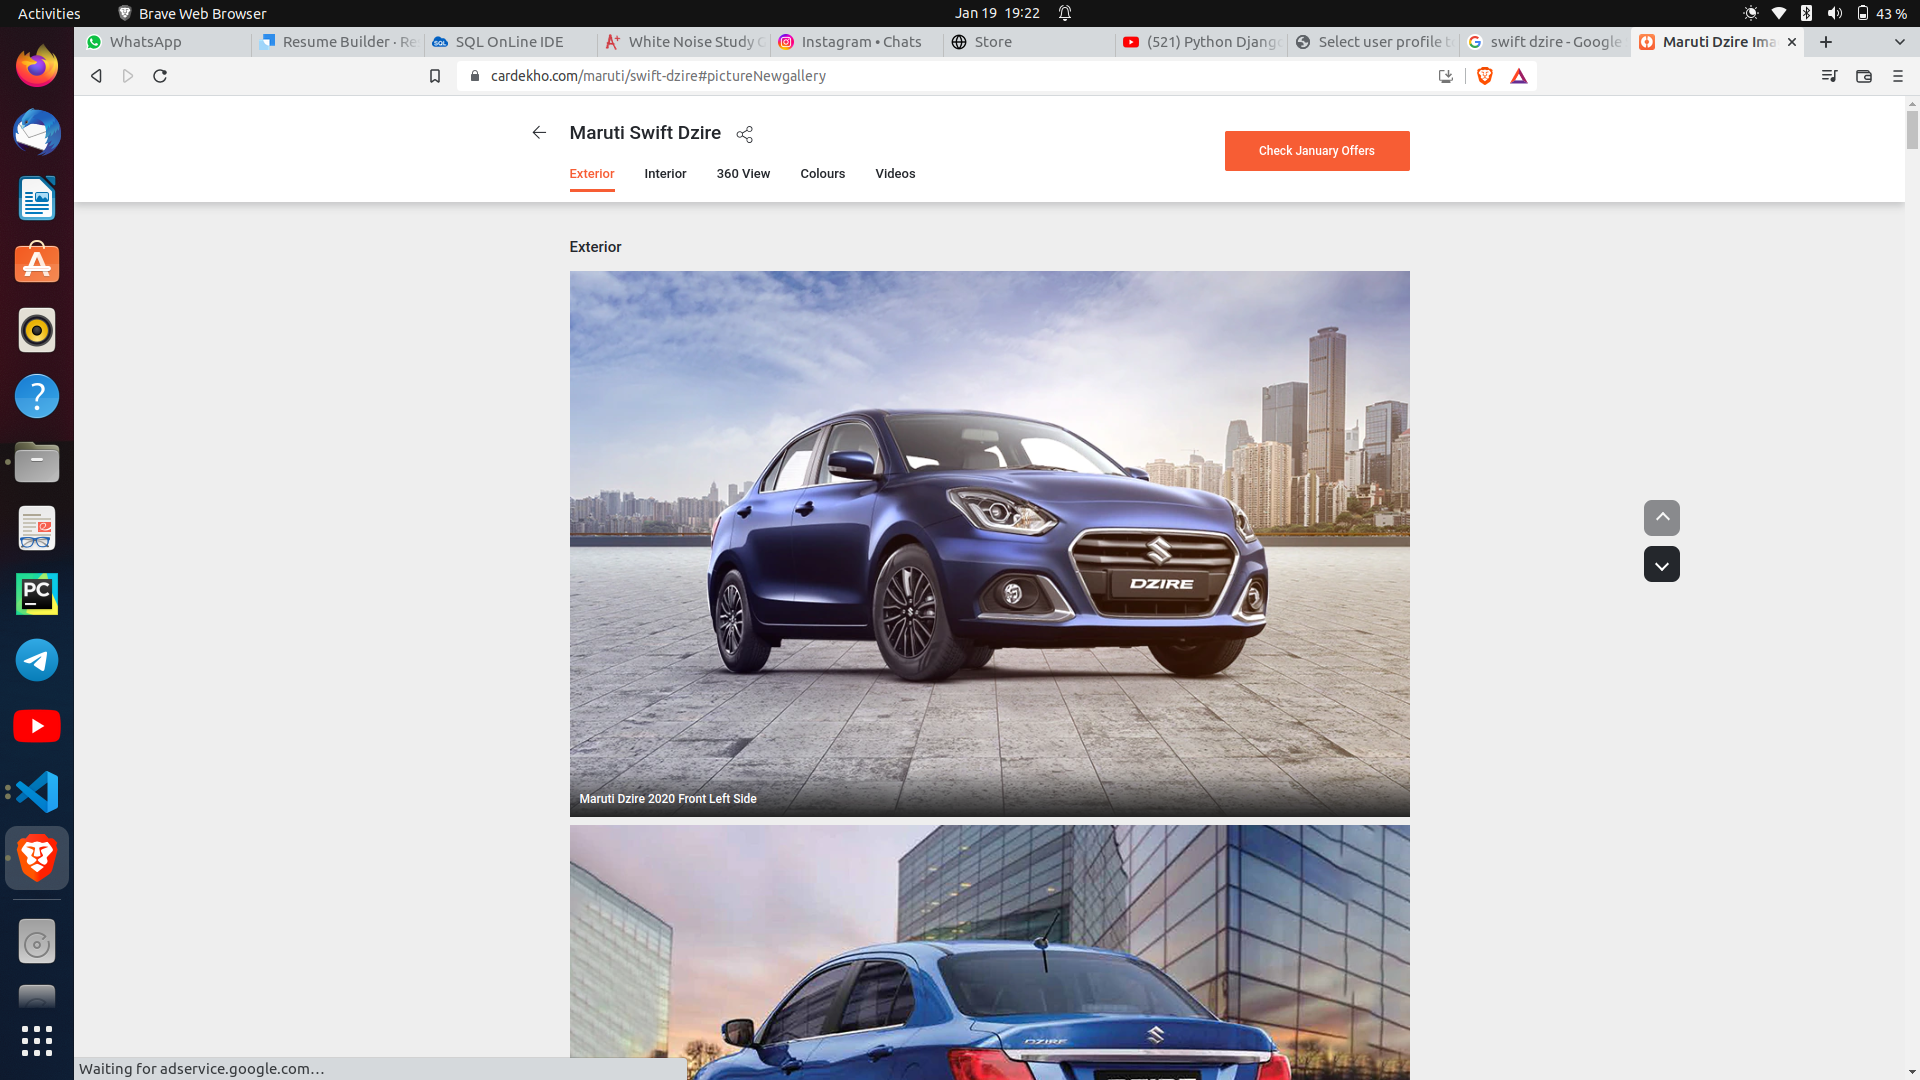 Activities
Brave Web Browser
Jan 19 19:22
43 %
WhatsApp
Resume Builder · Re
SQL OnLine IDE
White Noise Study C
Instagram • Chats
Store
(521) Python Djang
Select user profile t
swift dzire - Google
Maruti Dzire Ima
cardekho.com/maruti/swift-dzire#pictureNewgallery
Maruti Swift Dzire
Check January Offers
Exterior
Interior
360 View
Colours
Videos
Exterior
DZIRE
Maruti Dzire 2020 Front Left Side
DZIRE
PC
Waiting for adservice.google.com…